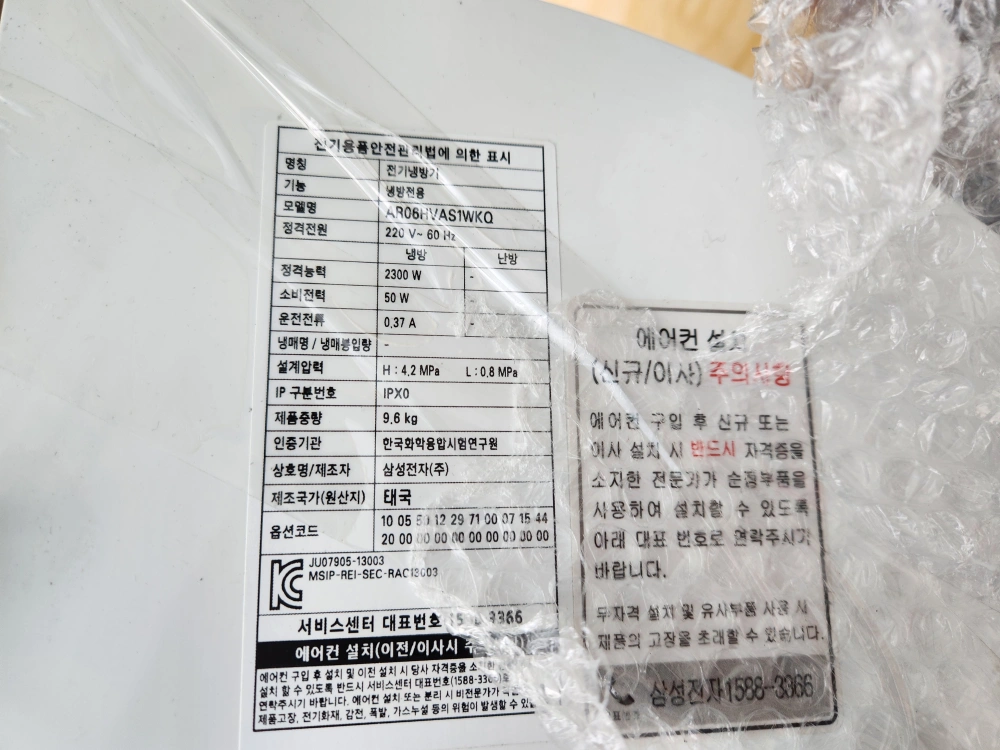 전기용품안전관리법에 의한 표시
명칭 전기냉방기
기능 냉방전용
모델명 AR06HVAS1WKQ
정격전원 220 V~ 60 Hz
냉방 난방
정격능력 2300 W -
소비전력 50 W -
운전전류 0,37 A -
냉매명 / 냉매봉입량 -
설계압력 H : 4,2 MPa L : 0,8 MPa
IP 구분번호 IPX0
제품중량 9,6 kg
인증기관 한국화학융합시험연구원
상호명/제조자 삼성전자(주)
제조국가(원산지) 태국
옵션코드 10 05 12 29 71 00 07 15 44
20 00 00 00 00 00 00 00 00 00
JU07905-13003
MSIP-REI-SEC-RAC13003
서비스센터 대표번호 1588-3366
에어컨 설치(이전/이사시
에어컨 구입 후 설치 및 이전 설치 시 당사 자격증을
설치 할 수 있도록 반드시 서비스센터 대표번호(1588-3366)로
연락주시기 바랍니다. 에어컨 설치 또는 분리 시 비전문가가
제품고장, 전기화재, 감전, 폭발, 가스누설 등의 위험이 발생할 수
에어컨 설치
(신규/이사) 주의사항
에어컨 구입 후 신규 또는
이사 설치 시 반드시 자격증을
소지한 전문가가 순정부품을
사용하여 설치할 수 있도록
아래 대표 번호로 연락주시기
바랍니다.
무자격 설치 및 유사부품 사용 시
제품의 고장을 초래할 수 있습니다.
삼성전자1588-3366